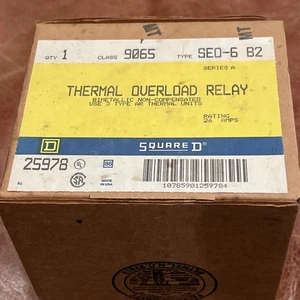 QTY 1 CLASS 9065 TYPE SEO-6 B2
SERIES A
THERMAL OVERLOAD RELAY
BIMETALLIC NON-COMPENSATED
USE 3 TYPE AR THERMAL UNITS
RATING
26 AMPS
D SQUARE D
25978
MADE IN USA
10785901259784